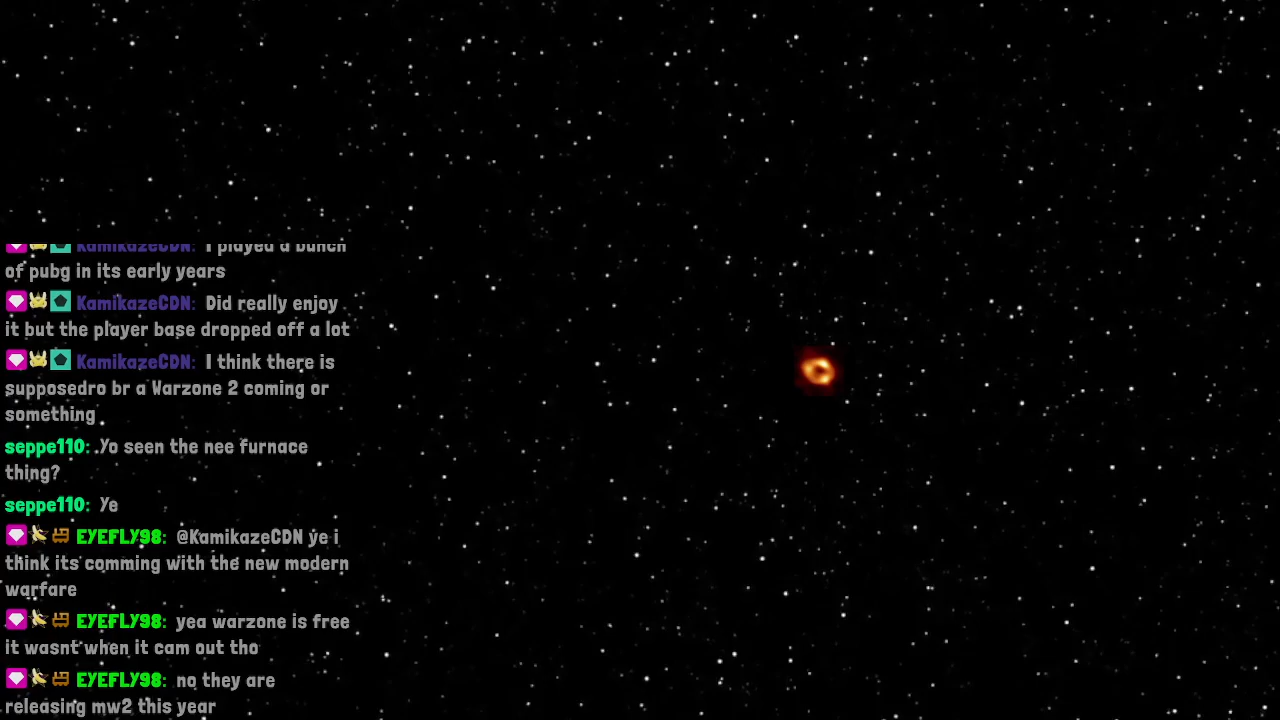 KamikazeCDN: I played a bunch
of pubg in its early years
KamikazeCDN: Did really enjoy
it but the player base dropped off a lot
KamikazeCDN: I think there is
supposedro br a Warzone 2 coming or
something
seppe110: .Yo seen the nee furnace
thing?
seppe110: Ye
EYEFLY98: @KamikazeCDN ye i
think its comming with the new modern
warfare
EYEFLY98: yea warzone is free
it wasnt when it cam out tho
EYEFLY98: no they are
releasing mw2 this year